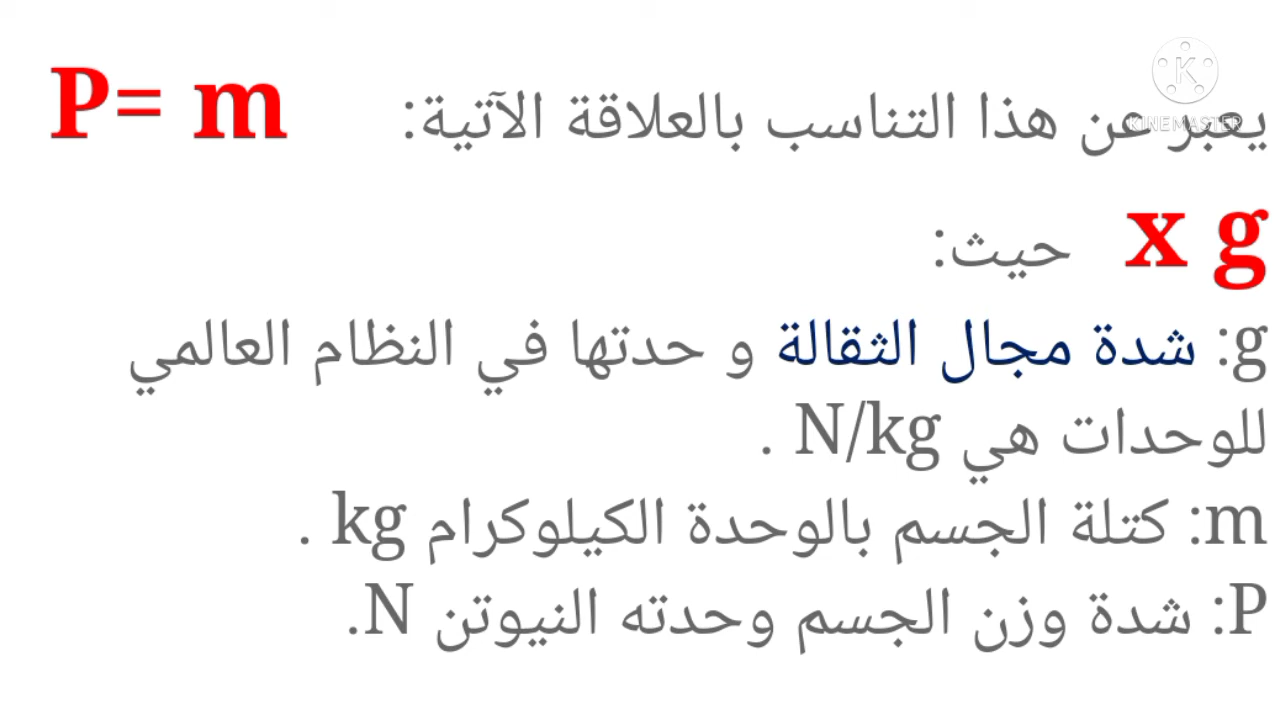 يعبر عن هذا التناسب بالعلاقة الآتية: P= m
x g حيث:
g: شدة مجال الثقالة و حدتها في النظام العالمي
للوحدات هي N/kg .
m: كتلة الجسم بالوحدة الكيلوكرام kg .
P: شدة وزن الجسم وحدته النيوتن N.
KINEMASTER